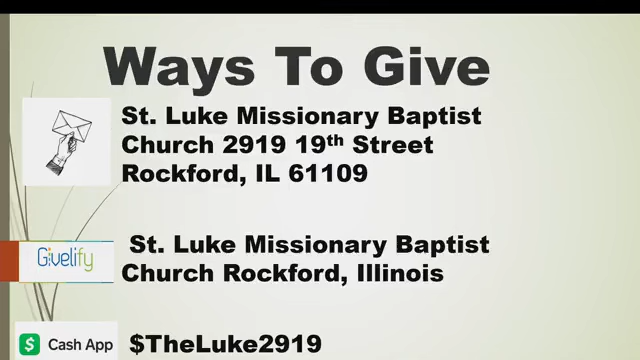 Ways To Give
St. Luke Missionary Baptist
Church 2919 19th Street
Rockford, IL 61109
Givelify
St. Luke Missionary Baptist
Church Rockford, Illinois
$ Cash App
$TheLuke2919